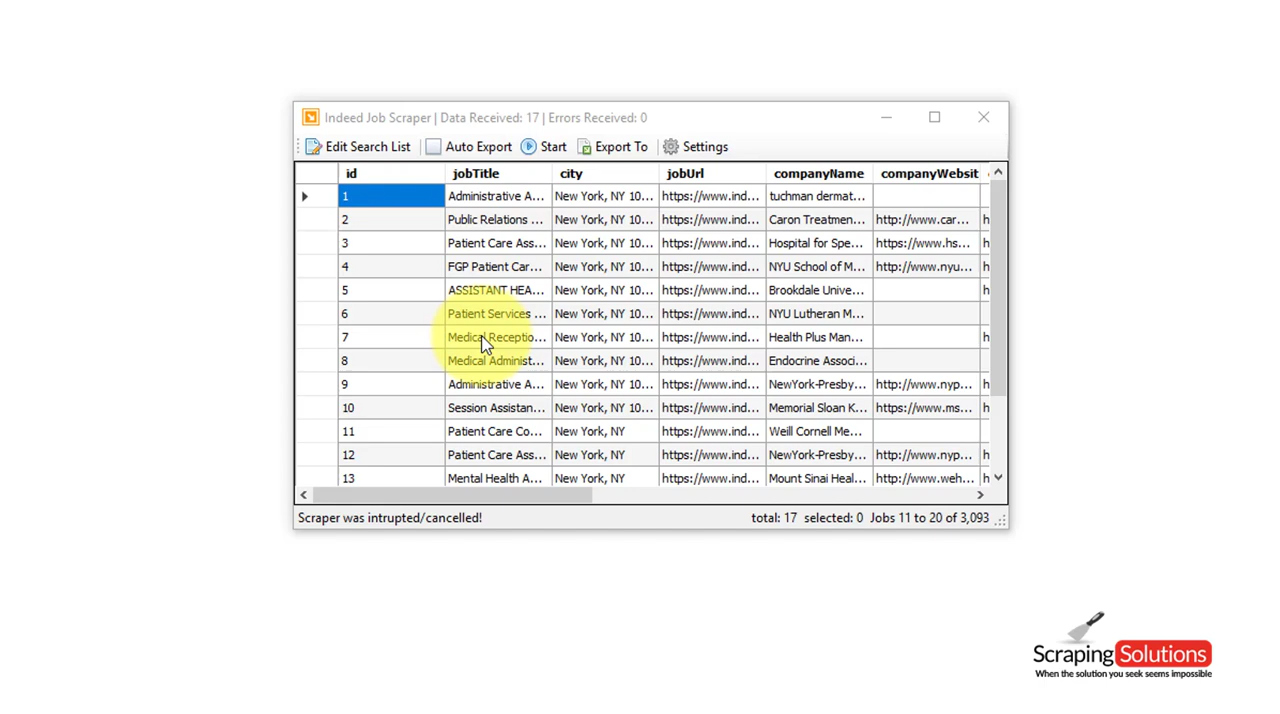 Indeed Job Scraper | Data Received: 17 | Errors Received: 0
Edit Search List Auto Export Start Export To Settings
id jobTitle city jobUrl companyName companyWebsit
1 Administrative A... New York, NY 10... https://www.ind... tuchman dermat...
2 Public Relations ... New York, NY 10... https://www.ind... Caron Treatmen... http://www.car... h
3 Patient Care Ass... New York, NY 10... https://www.ind... Hospital for Spe... https://www.hs... h
4 FGP Patient Car... New York, NY 10... https://www.ind... NYU School of M... http://www.nyu... h
5 ASSISTANT HEA... New York, NY 10... https://www.ind... Brookdale Unive... h
6 Patient Services ... New York, NY 10... https://www.ind... NYU Lutheran M...
7 Medical Receptio... New York, NY 10... https://www.ind... Health Plus Man... h
8 Medical Administ... New York, NY 10... https://www.ind... Endocrine Associ...
9 Administrative A... New York, NY 10... https://www.ind... NewYork-Presby... http://www.nyp... h
10 Session Assistan... New York, NY 10... https://www.ind... Memorial Sloan K... https://www.ms... h
11 Patient Care Co... New York, NY https://www.ind... Weill Cornell Me...
12 Patient Care Ass... New York, NY https://www.ind... NewYork-Presby... http://www.nyp... h
13 Mental Health A... New York, NY https://www.ind... Mount Sinai Heal... http://www.weh... h
Scraper was intrupted/cancelled! total: 17 selected: 0 Jobs 11 to 20 of 3,093
Scraping Solutions
When the solution you seek seems impossible